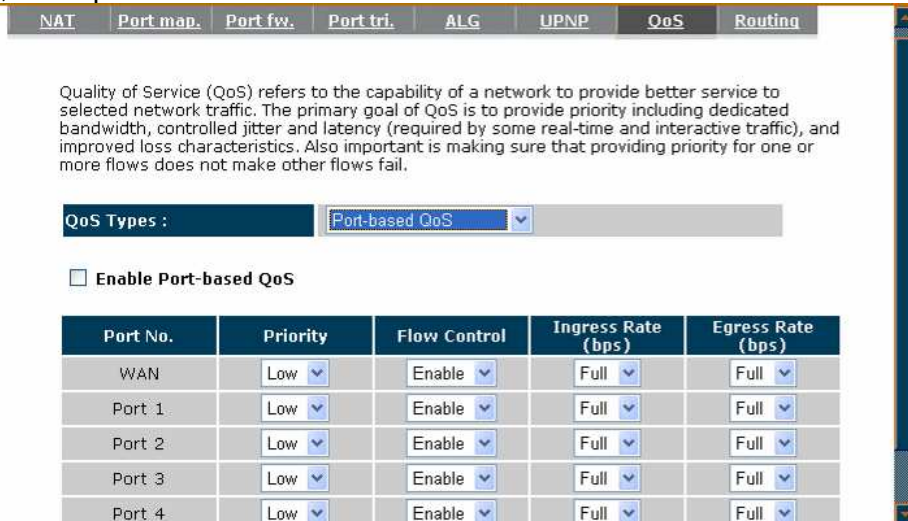 NAT Port map. Port fw. Port tri. ALG UPNP QoS Routing
Quality of Service (QoS) refers to the capability of a network to provide better service to
selected network traffic. The primary goal of QoS is to provide priority including dedicated
bandwidth, controlled jitter and latency (required by some real-time and interactive traffic), and
improved loss characteristics. Also important is making sure that providing priority for one or
more flows does not make other flows fail.
QoS Types : Port-based QoS
Enable Port-based QoS
Port No. Priority Flow Control Ingress Rate (bps) Egress Rate (bps)
WAN Low Enable Full Full
Port 1 Low Enable Full Full
Port 2 Low Enable Full Full
Port 3 Low Enable Full Full
Port 4 Low Enable Full Full